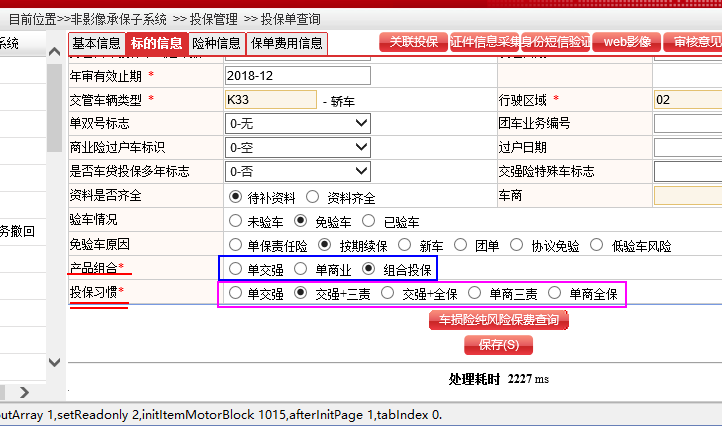 目前位置>>非影像承保子系统 >> 投保管理 >> 投保单查询
系统
基本信息 标的信息 险种信息 保单费用信息 关联投保 证件信息采集 身份短信验证 web影像 审核意见
年审有效止期 * 2018-12
交管车辆类型 * K33 - 轿车 行驶区域 * 02
单双号标志 0-无 团车业务编号
商业险过户车标识 0-空 过户日期
是否车贷投保多年标志 0-否 交强险特殊车标志
资料是否齐全 待补资料 资料齐全 车商
验车情况 未验车 免验车 已验车
务撤回
免验车原因 单保责任险 按期续保 新车 团单 协议免验 低验车风险
产品组合* 单交强 单商业 组合投保
投保习惯* 单交强 交强+三责 交强+全保 单商三责 单商全保
车损险纯风险保费查询
保存(S)
处理耗时 2227 ms
utArray 1,setReadonly 2,initItemMotorBlock 1015,afterInitPage 1,tabIndex 0.